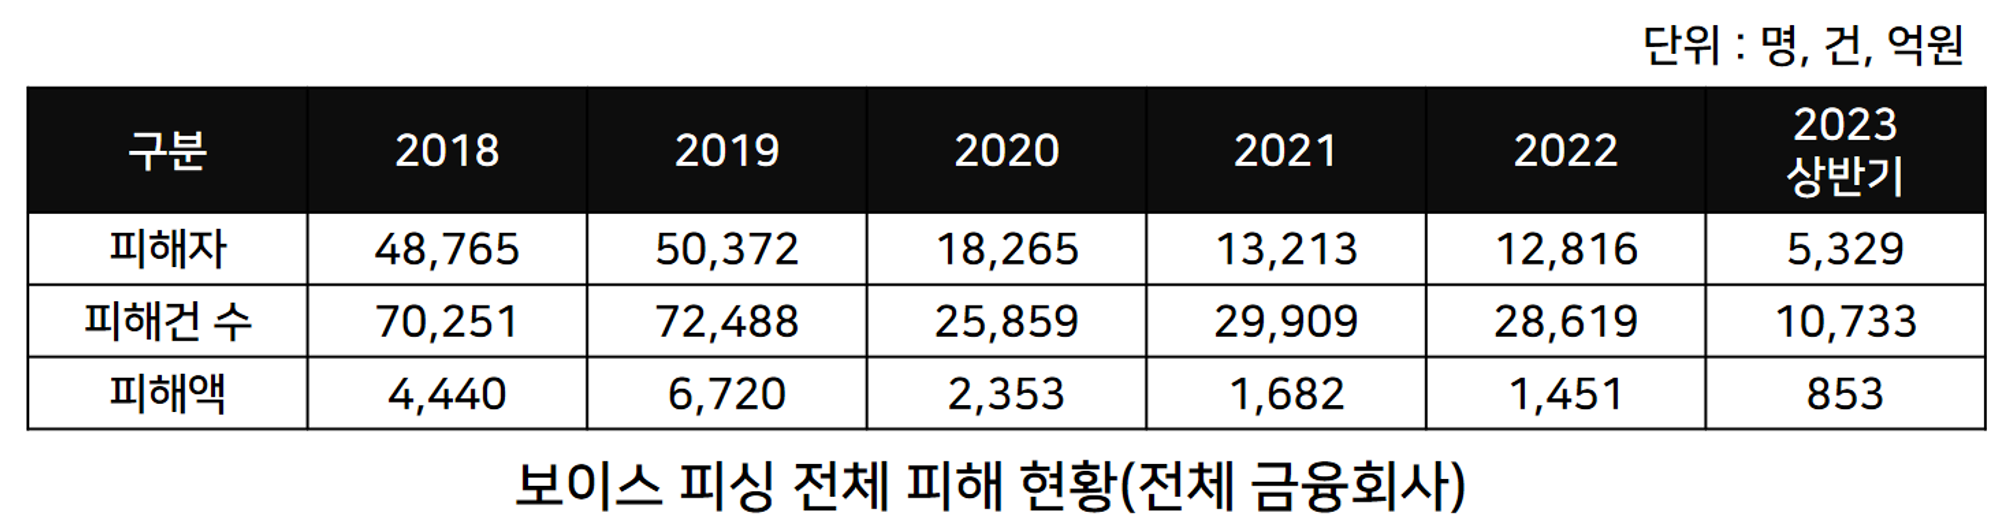 단위 : 명, 건, 억원
구분 2018 2019 2020 2021 2022 2023 상반기
피해자 48,765 50,372 18,265 13,213 12,816 5,329
피해건 수 70,251 72,488 25,859 29,909 28,619 10,733
피해액 4,440 6,720 2,353 1,682 1,451 853
보이스 피싱 전체 피해 현황(전체 금융회사)